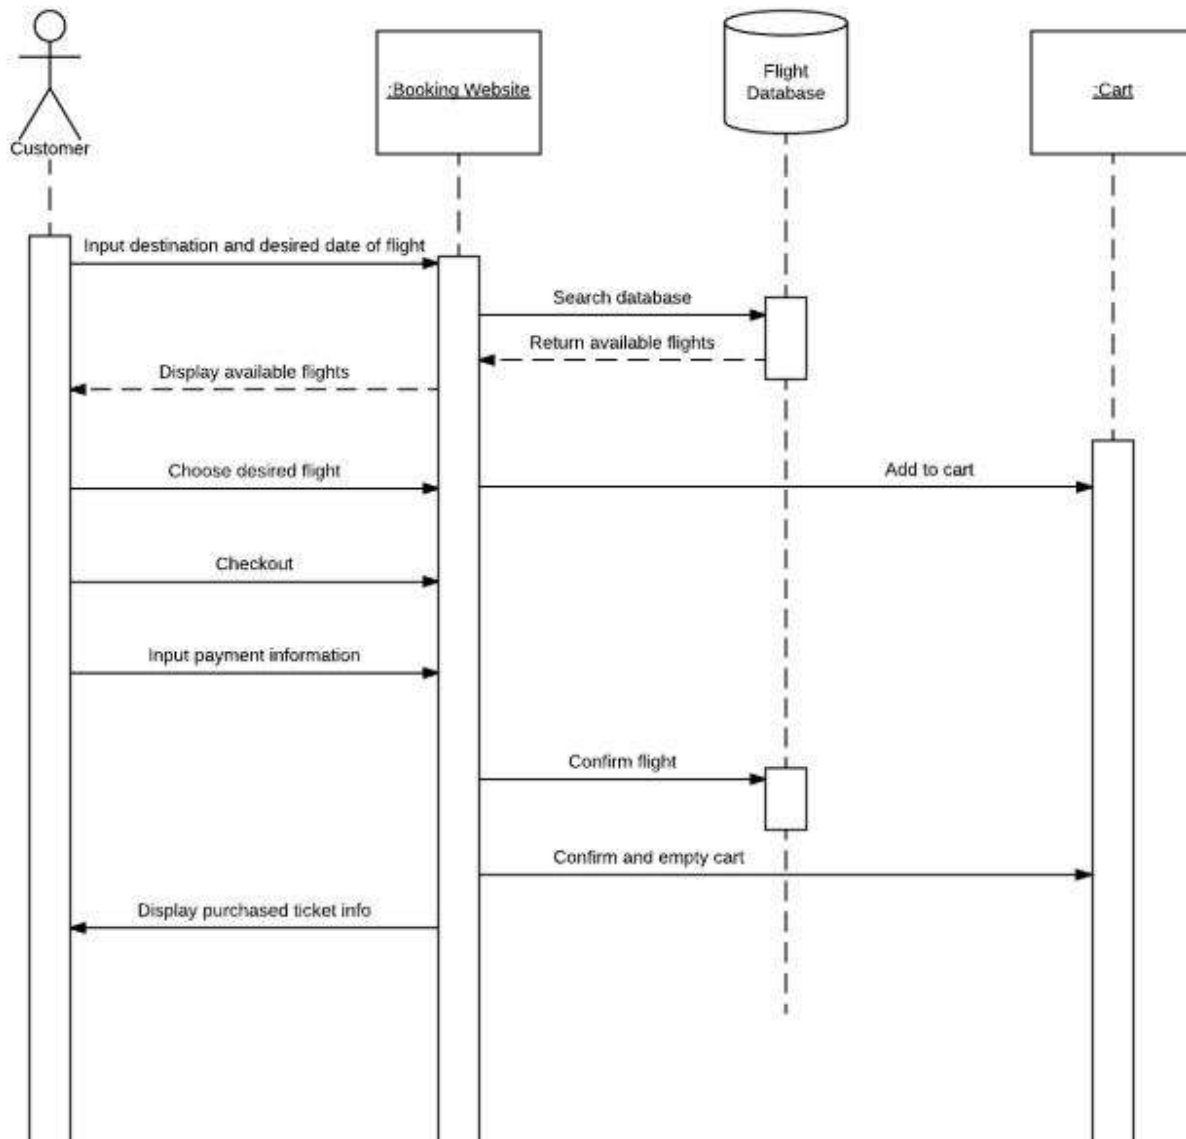 Customer
:Booking Website
Flight
Database
:Cart
Input destination and desired date of flight
Search database
Return available flights
Display available flights
Choose desired flight
Add to cart
Checkout
Input payment information
Confirm flight
Confirm and empty cart
Display purchased ticket info